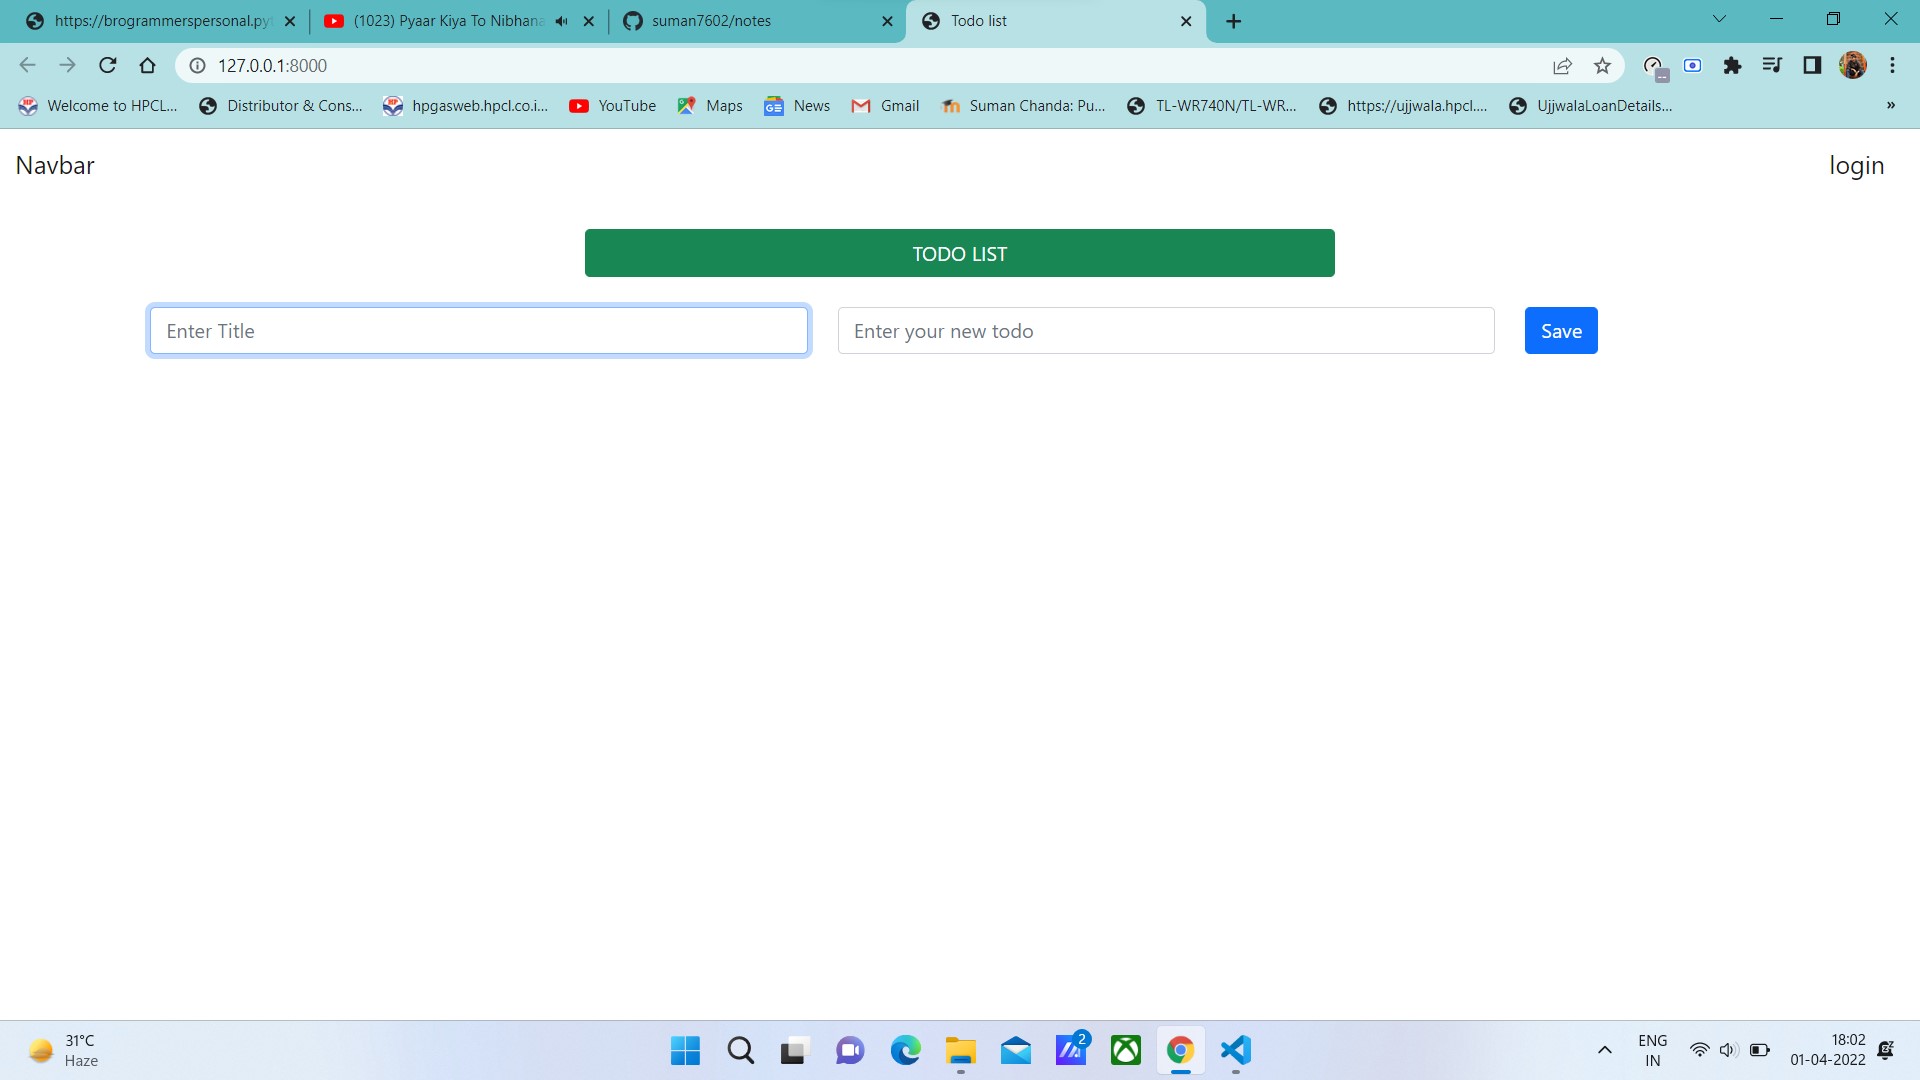 https://brogrammerspersonal.pyt
(1023) Pyaar Kiya To Nibhana
suman7602/notes
Todo list
127.0.0.1:8000
Welcome to HPCL...
Distributor & Cons...
hpgasweb.hpcl.co.i...
YouTube
Maps
News
Gmail
Suman Chanda: Pu...
TL-WR740N/TL-WR...
https://ujjwala.hpcl....
UjjwalaLoanDetails...
»
Navbar
login
TODO LIST
Enter Title
Enter your new todo
Save
31°C
Haze
2
ENG
IN
18:02
01-04-2022